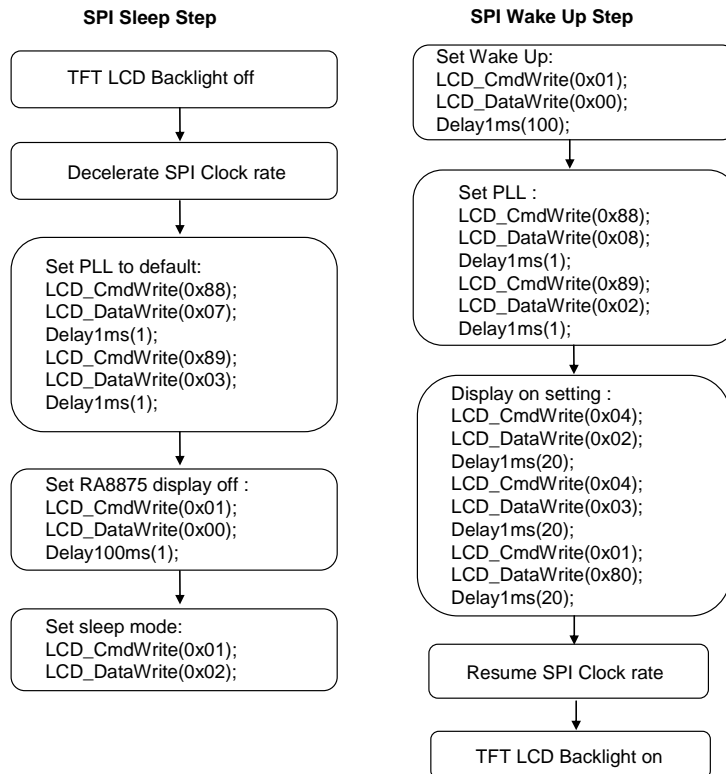 SPI Sleep Step
TFT LCD Backlight off
Decelerate SPI Clock rate
Set PLL to default:
LCD_CmdWrite(0x88);
LCD_DataWrite(0x07);
Delay1ms(1);
LCD_CmdWrite(0x89);
LCD_DataWrite(0x03);
Delay1ms(1);
Set RA8875 display off :
LCD_CmdWrite(0x01);
LCD_DataWrite(0x00);
Delay100ms(1);
Set sleep mode:
LCD_CmdWrite(0x01);
LCD_DataWrite(0x02);
SPI Wake Up Step
Set Wake Up:
LCD_CmdWrite(0x01);
LCD_DataWrite(0x00);
Delay1ms(100);
Set PLL :
LCD_CmdWrite(0x88);
LCD_DataWrite(0x08);
Delay1ms(1);
LCD_CmdWrite(0x89);
LCD_DataWrite(0x02);
Delay1ms(1);
Display on setting :
LCD_CmdWrite(0x04);
LCD_DataWrite(0x02);
Delay1ms(20);
LCD_CmdWrite(0x04);
LCD_DataWrite(0x03);
Delay1ms(20);
LCD_CmdWrite(0x01);
LCD_DataWrite(0x80);
Delay1ms(20);
Resume SPI Clock rate
TFT LCD Backlight on